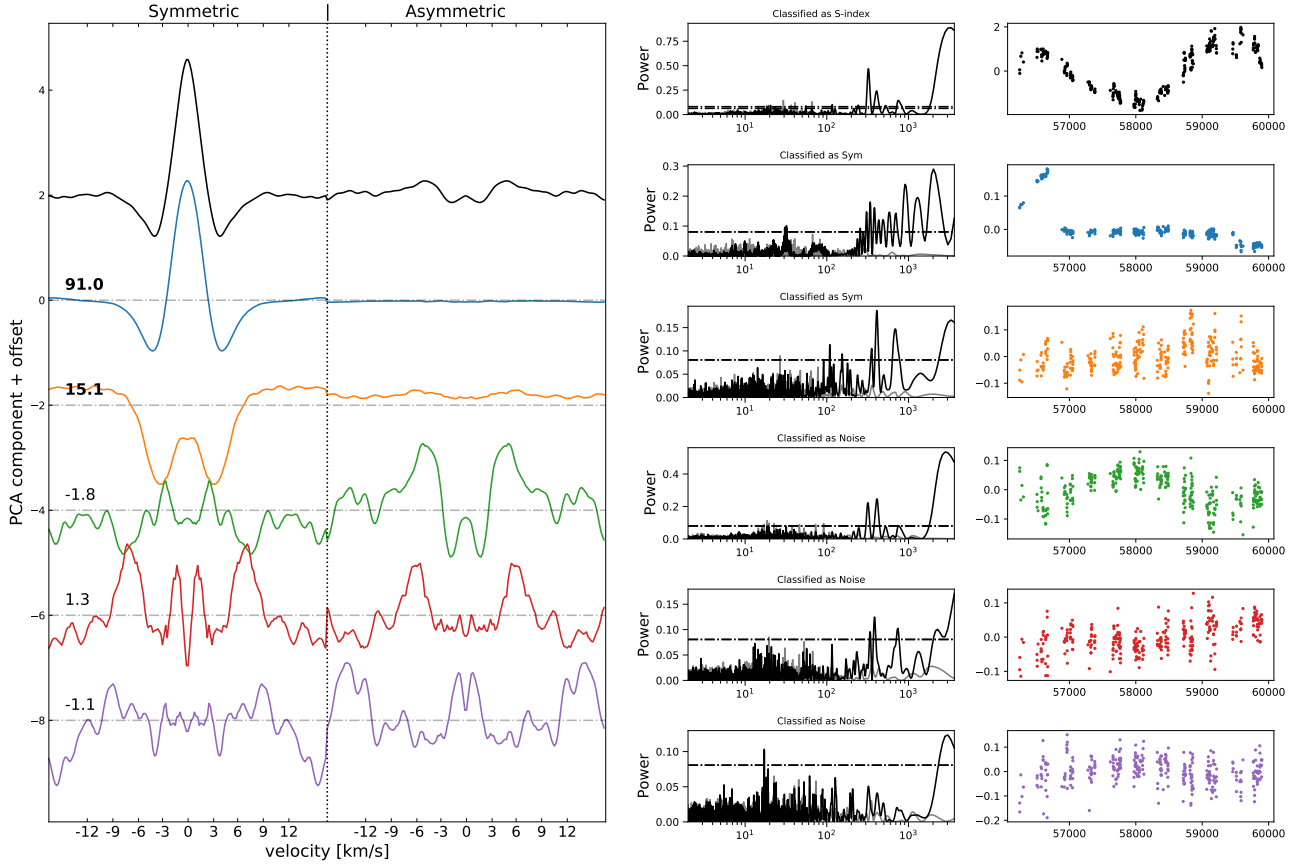 Symmetric | Asymmetric
PCA component + offset
4
2
0
−2
−4
−6
−8
91.0
15.1
-1.8
1.3
-1.1
-12 -9 -6 -3 0 3 6 9 12 -12 -9 -6 -3 0 3 6 9 12
velocity [km/s]
Classified as S-index
Power
0.75
0.50
0.25
0.00
10¹ 10² 10³
2
0
57000 58000 59000 60000
Classified as Sym
Power
0.3
0.2
0.1
0.0
10¹ 10² 10³
0.1
0.0
57000 58000 59000 60000
Classified as Sym
Power
0.15
0.10
0.05
0.00
10¹ 10² 10³
0.1
0.0
−0.1
57000 58000 59000 60000
Classified as Noise
Power
0.4
0.2
0.0
10¹ 10² 10³
0.1
0.0
−0.1
57000 58000 59000 60000
Classified as Noise
Power
0.15
0.10
0.05
0.00
10¹ 10² 10³
0.1
0.0
−0.1
57000 58000 59000 60000
Classified as Noise
Power
0.10
0.05
0.00
10¹ 10² 10³
0.1
0.0
−0.1
−0.2
57000 58000 59000 60000